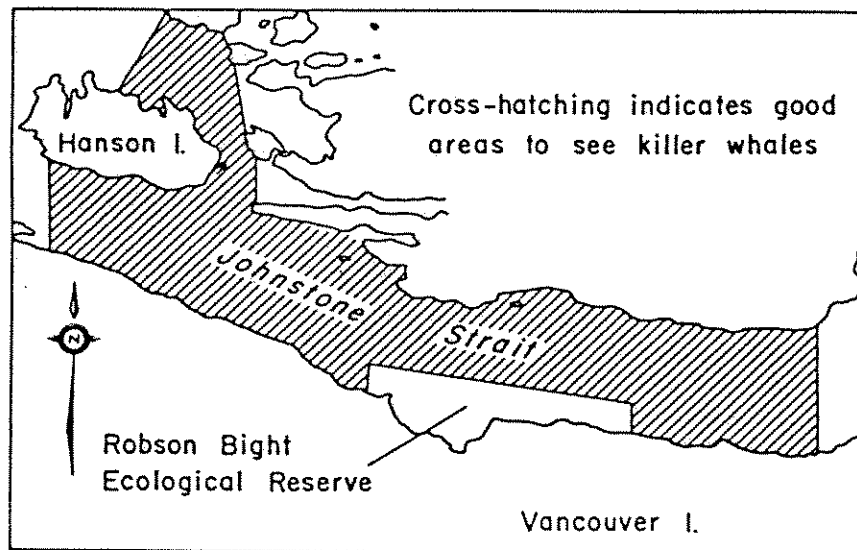 Cross-hatching indicates good
areas to see killer whales
Hanson I.
Johnstone
Strait
N
Robson Bight
Ecological Reserve
Vancouver I.